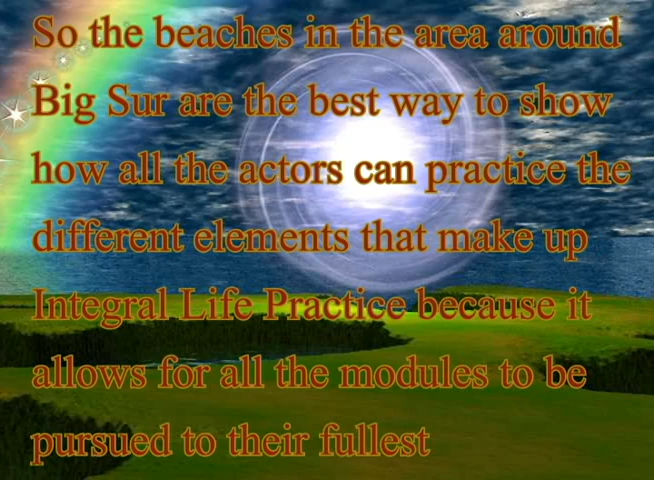 So the beaches in the area around
Big Sur are the best way to show
how all the actors can practice the
different elements that make up
Integral Life Practice because it
allows for all the modules to be
pursued to their fullest